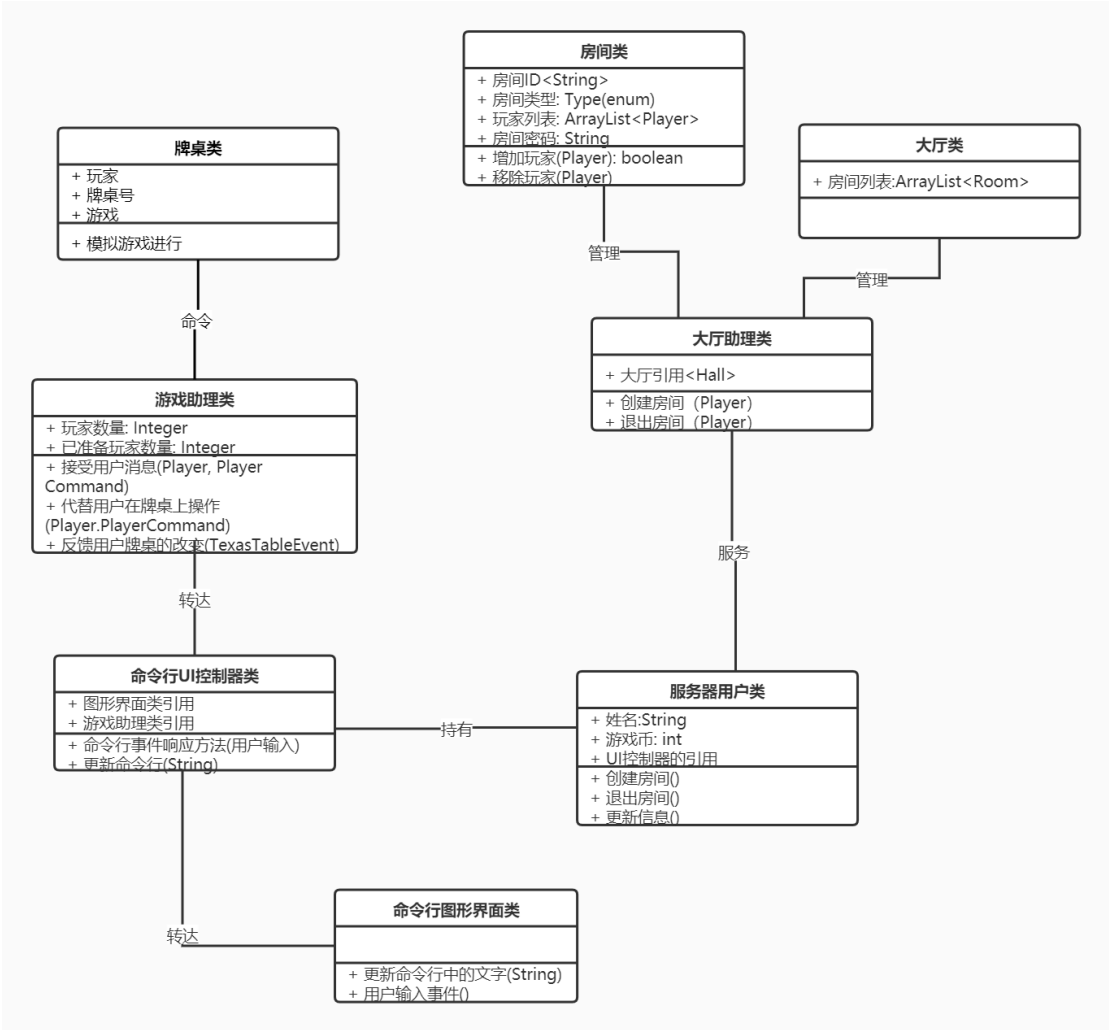 房间类
+ 房间ID<String>
+ 房间类型: Type(enum)
+ 玩家列表: ArrayList<Player>
+ 房间密码: String
+ 增加玩家(Player): boolean
+ 移除玩家(Player)
大厅类
+ 房间列表:ArrayList<Room>
牌桌类
+ 玩家
+ 牌桌号
+ 游戏
+ 模拟游戏进行
管理
管理
命令
大厅助理类
+ 大厅引用<Hall>
+ 创建房间（Player）
+ 退出房间（Player）
游戏助理类
+ 玩家数量: Integer
+ 已准备玩家数量: Integer
+ 接受用户消息(Player, Player
Command)
+ 代替用户在牌桌上操作
(Player.PlayerCommand)
+ 反馈用户牌桌的改变(TexasTableEvent)
服务
转达
命令行UI控制器类
+ 图形界面类引用
+ 游戏助理类引用
+ 命令行事件响应方法(用户输入)
+ 更新命令行(String)
持有
服务器用户类
+ 姓名:String
+ 游戏币: int
+ UI控制器的引用
+ 创建房间()
+ 退出房间()
+ 更新信息()
转达
命令行图形界面类
+ 更新命令行中的文字(String)
+ 用户输入事件()